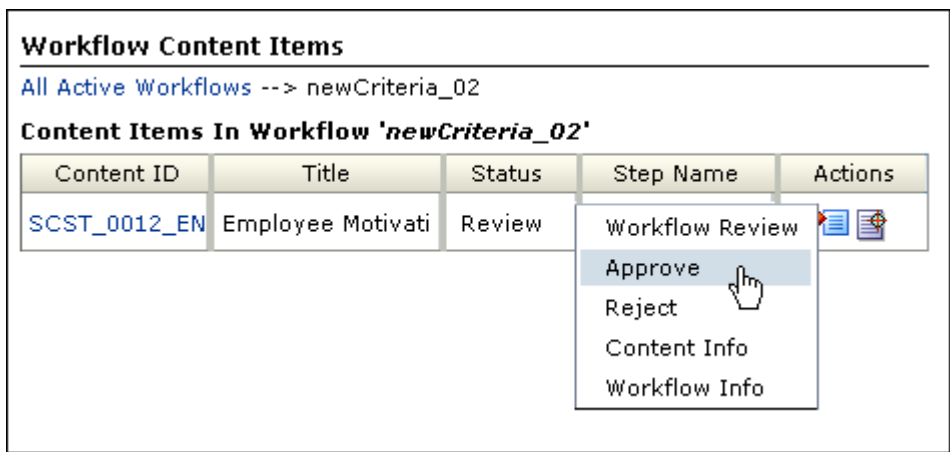 Workflow Content Items
All Active Workflows --> newCriteria_02
Content Items In Workflow 'newCriteria_02'
Content ID Title Status Step Name Actions
SCST_0012_EN Employee Motivati Review
Workflow Review
Approve
Reject
Content Info
Workflow Info